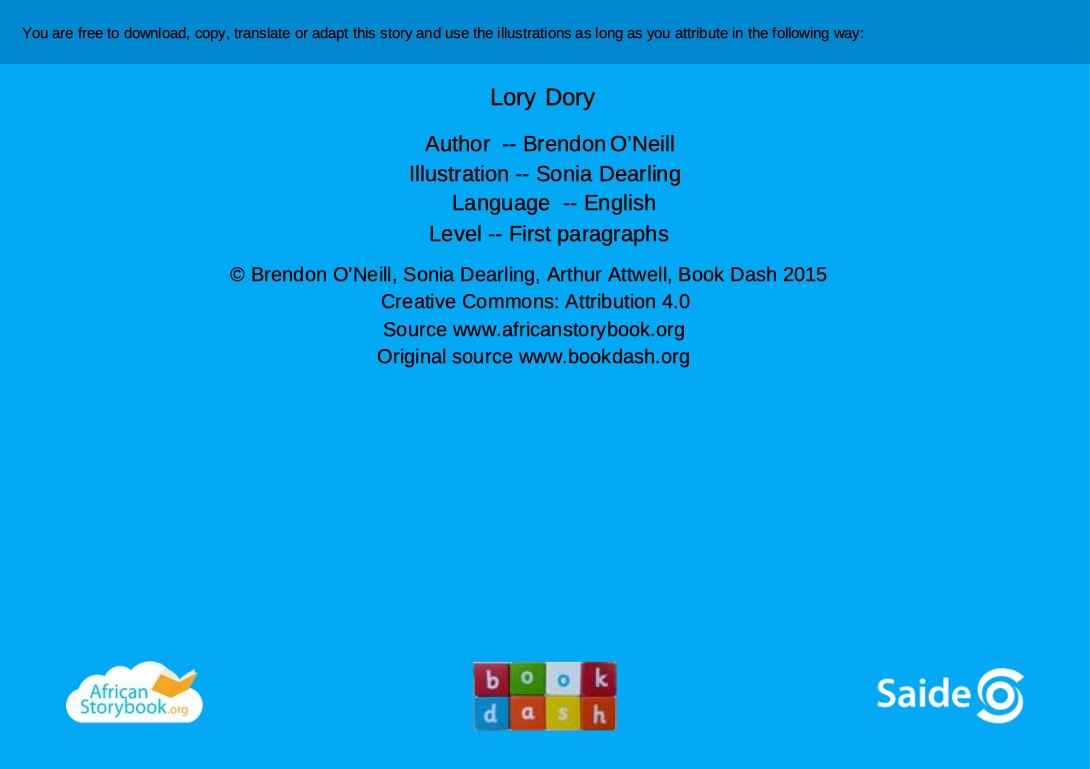 You are free to download, copy, translate or adapt this story and use the illustrations as long as you attribute in the following way:
Lory Dory
Author -- Brendon O'Neill
Illustration -- Sonia Dearling
Language -- English
Level -- First paragraphs
© Brendon O'Neill, Sonia Dearling, Arthur Attwell, Book Dash 2015
Creative Commons: Attribution 4.0
Source www.africanstorybook.org
Original source www.bookdash.org
African
Storybook.org
book
dash
Saide